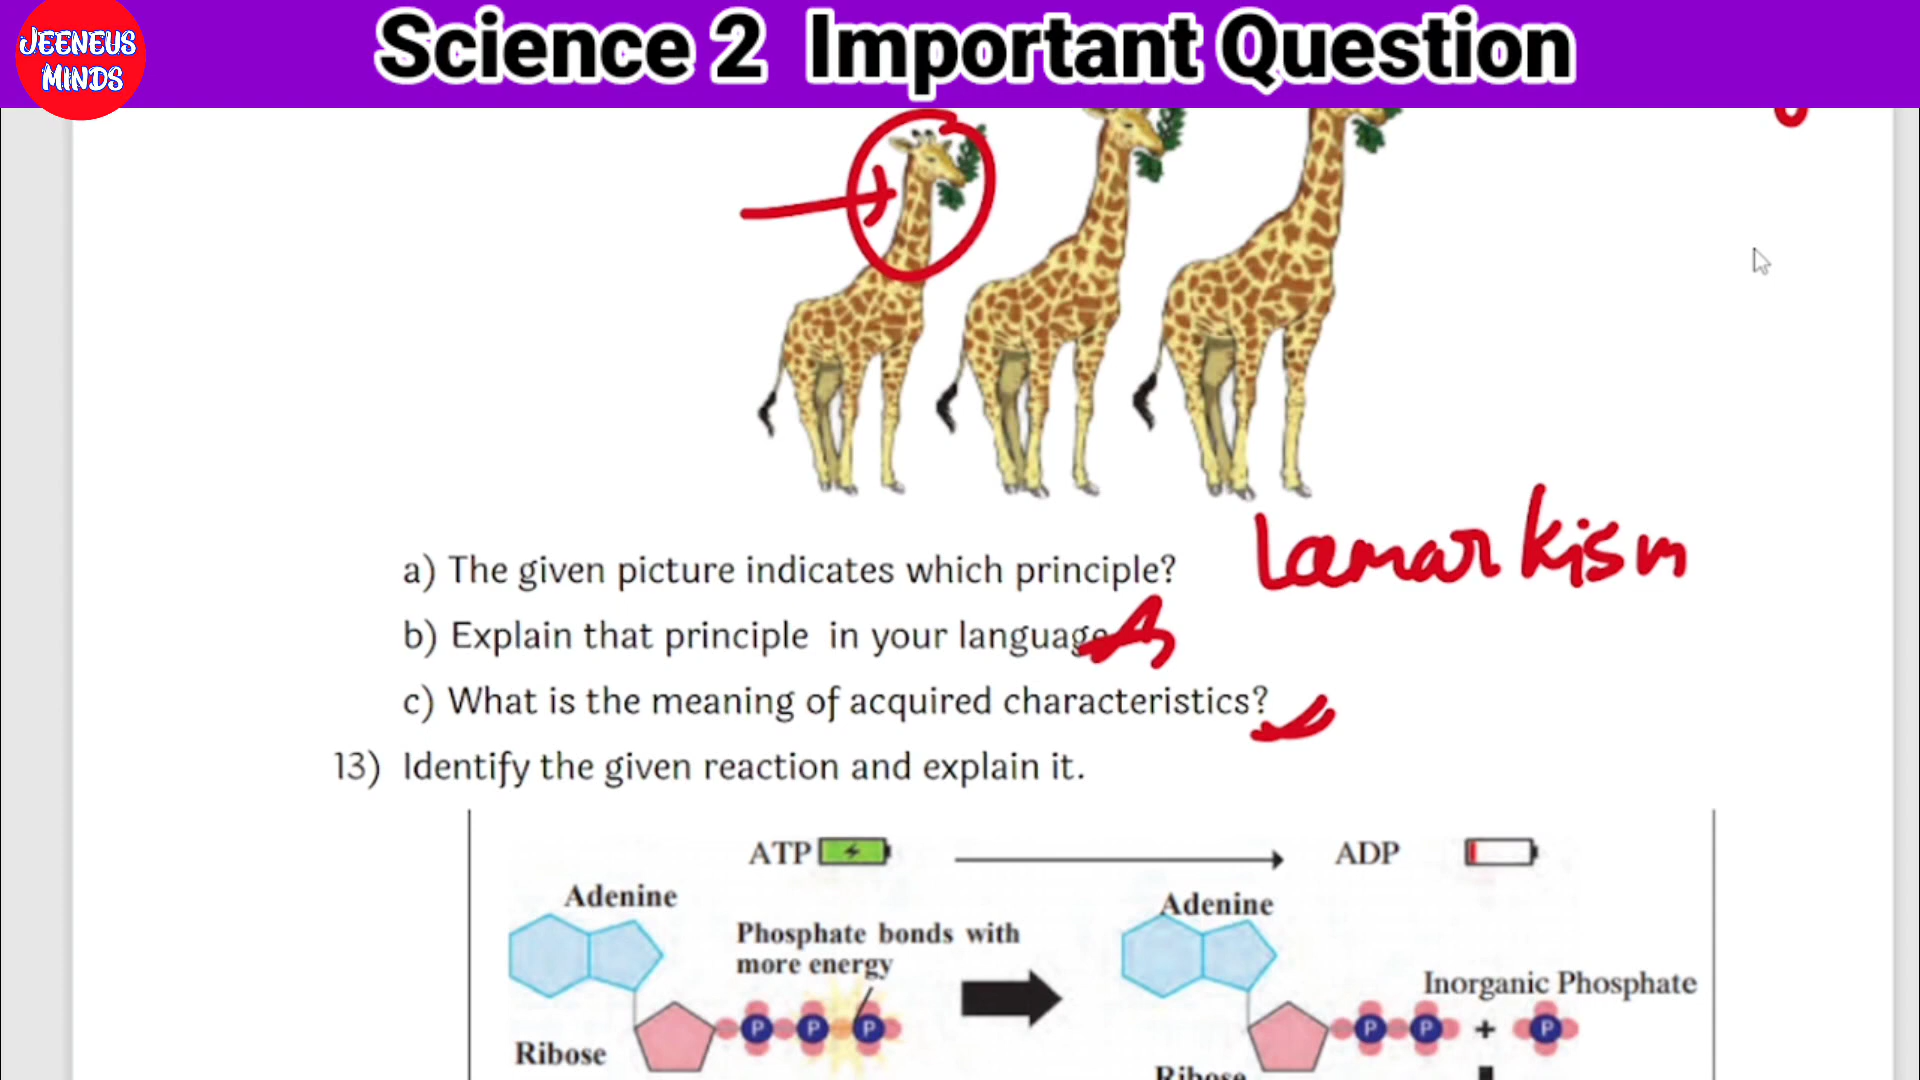 JEENEUS
MINDS
Science 2 Important Question
a) The given picture indicates which principle?
Lamarkism
b) Explain that principle in your language
c) What is the meaning of acquired characteristics?
13) Identify the given reaction and explain it.
ATP
ADP
Adenine
Adenine
Phosphate bonds with
more energy
Inorganic Phosphate
P P P
P P + P
Ribose
Ribose